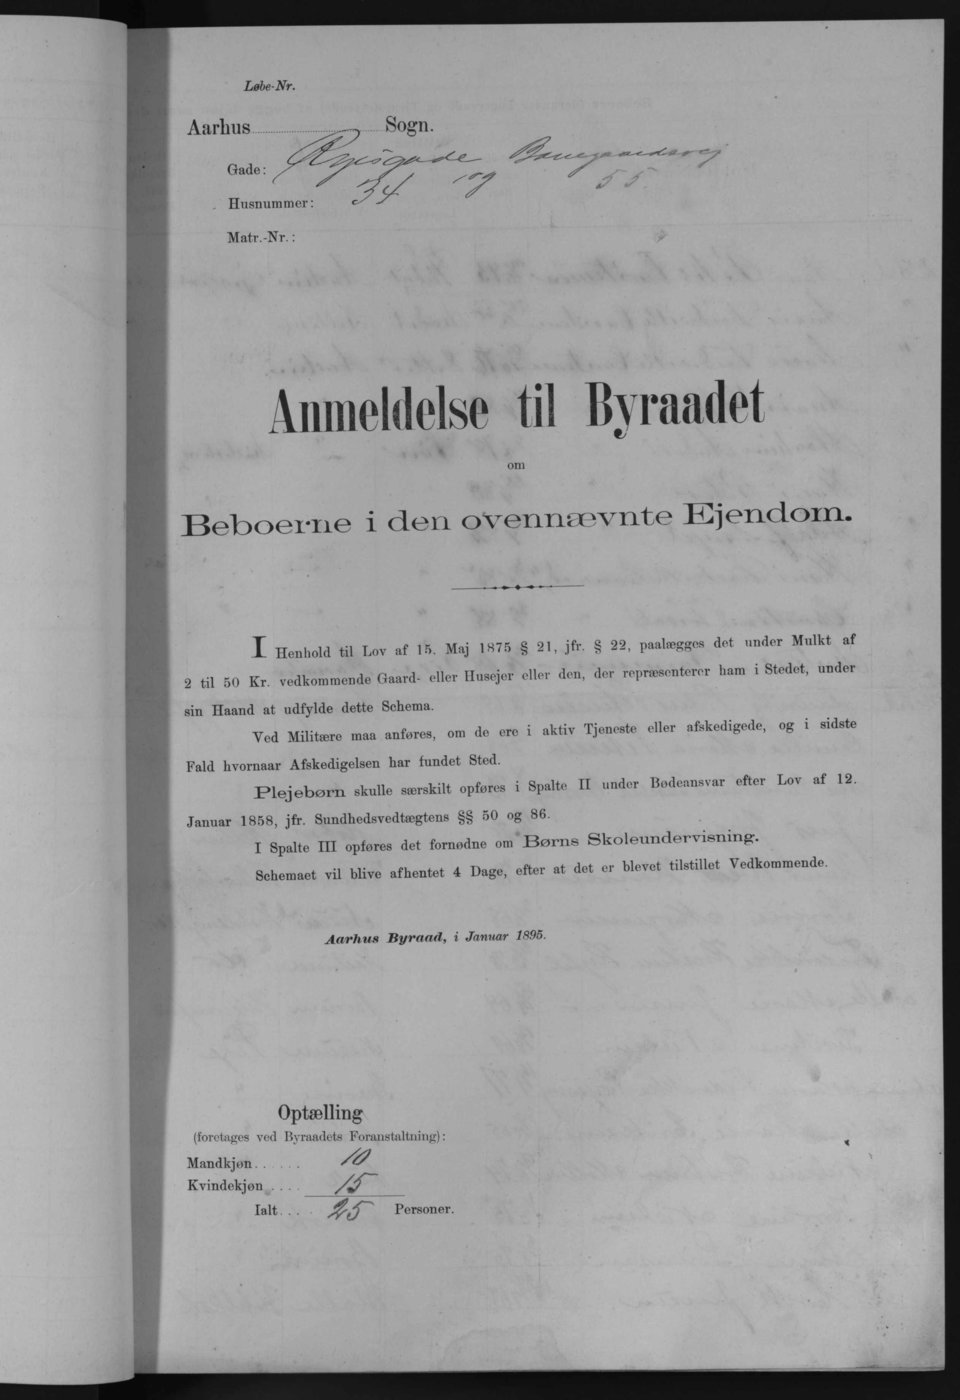 Løbe-Nr.
Aarhus Sogn.
Gade: Ryesgade og Banegaardsvej
Husnummer: 34 55
Matr.-Nr.:
Anmeldelse til Byraadet
om
Beboerne i den ovennævnte Ejendom.
I Henhold til Lov af 15. Maj 1875 § 21, jfr. § 22, paalægges det under Mulkt af
2 til 50 Kr. vedkommende Gaard- eller Husejer eller den, der repræsenterer ham i Stedet, under
sin Haand at udfylde dette Schema.
Ved Militære maa anføres, om de ere i aktiv Tjeneste eller afskedigede, og i sidste
Fald hvornaar Afskedigelsen har fundet Sted.
Plejebørn skulle særskilt opføres i Spalte II under Bødeansvar efter Lov af 12.
Januar 1858, jfr. Sundhedsvedtægtens §§ 50 og 86.
I Spalte III opføres det fornødne om Børns Skoleundervisning.
Schemaet vil blive afhentet 4 Dage, efter at det er blevet tilstillet Vedkommende.
Aarhus Byraad, i Januar 1895.
Optælling
(foretages ved Byraadets Foranstaltning):
Mandkjøn...... 10
Kvindekjøn.... 15
Ialt.... 25 Personer.